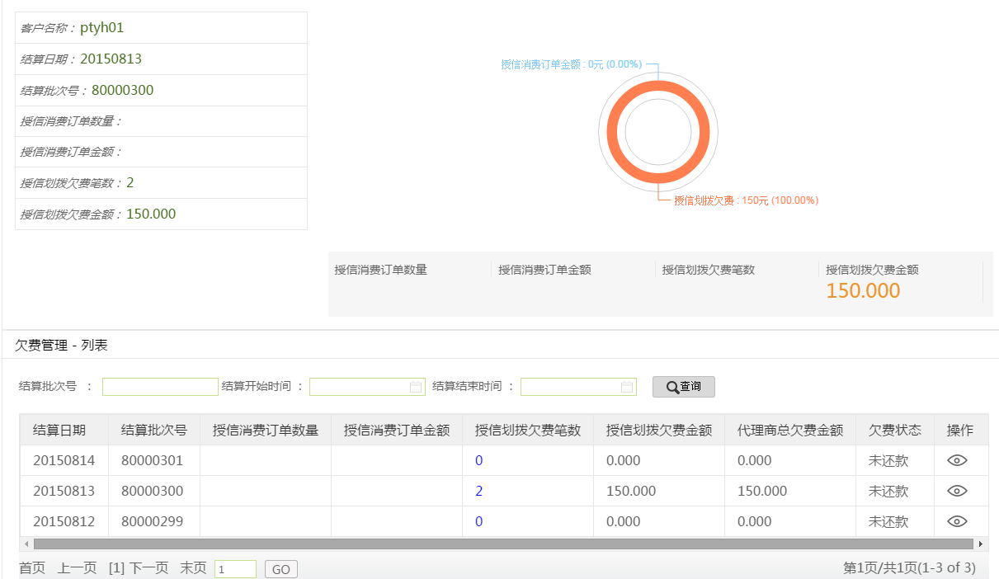 客户名称： ptyh01
结算日期： 20150813
结算批次号： 80000300
授信消费订单数量：
授信消费订单金额：
授信划拨欠费笔数： 2
授信划拨欠费金额： 150.000
授信消费订单金额 : 0元 (0.00%)
授信划拨欠费 : 150元 (100.00%)
授信消费订单数量 授信消费订单金额 授信划拨欠费笔数 授信划拨欠费金额
150.000
欠费管理 - 列表
结算批次号 ： 结算开始时间 ： 结算结束时间 ： 查询
结算日期 结算批次号 授信消费订单数量 授信消费订单金额 授信划拨欠费笔数 授信划拨欠费金额 代理商总欠费金额 欠费状态 操作
20150814 80000301 0 0.000 0.000 未还款
20150813 80000300 2 150.000 150.000 未还款
20150812 80000299 0 0.000 0.000 未还款
首页 上一页 [1] 下一页 末页 1 GO 第1页/共1页(1-3 of 3)